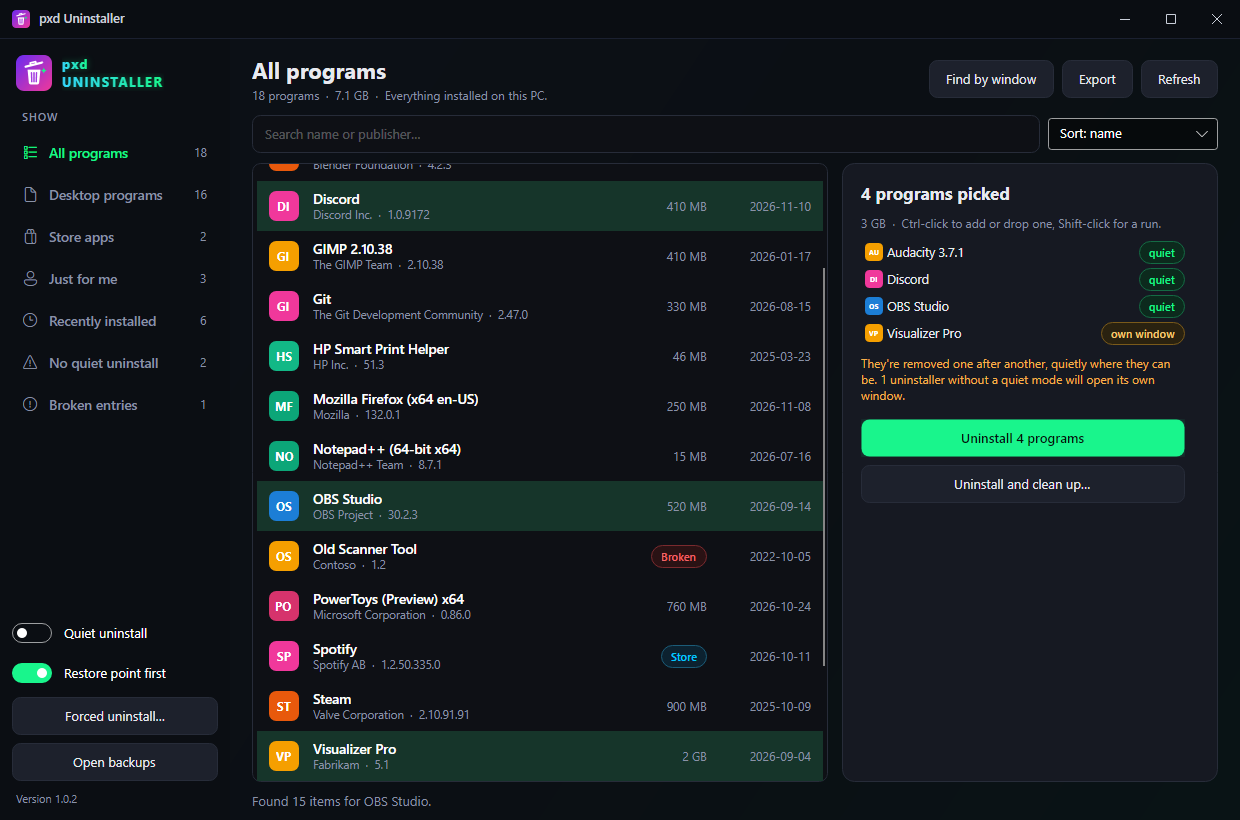 pxd Uninstaller
pxd
UNINSTALLER
SHOW
All programs 18
Desktop programs 16
Store apps 2
Just for me 3
Recently installed 6
No quiet uninstall 2
Broken entries 1
Quiet uninstall
Restore point first
Forced uninstall...
Open backups
Version 1.0.2
All programs
18 programs · 7.1 GB · Everything installed on this PC.
Find by window
Export
Refresh
Search name or publisher...
Sort: name
Blender Foundation · 4.2.3
DI Discord 410 MB 2026-11-10
Discord Inc. · 1.0.9172
GI GIMP 2.10.38 410 MB 2026-01-17
The GIMP Team · 2.10.38
GI Git 330 MB 2026-08-15
The Git Development Community · 2.47.0
HS HP Smart Print Helper 46 MB 2025-03-23
HP Inc. · 51.3
MF Mozilla Firefox (x64 en-US) 250 MB 2026-11-08
Mozilla · 132.0.1
NO Notepad++ (64-bit x64) 15 MB 2026-07-16
Notepad++ Team · 8.7.1
OS OBS Studio 520 MB 2026-09-14
OBS Project · 30.2.3
OS Old Scanner Tool Broken 2022-10-05
Contoso · 1.2
PO PowerToys (Preview) x64 760 MB 2026-10-24
Microsoft Corporation · 0.86.0
SP Spotify Store 2026-10-11
Spotify AB · 1.2.50.335.0
ST Steam 900 MB 2025-10-09
Valve Corporation · 2.10.91.91
VP Visualizer Pro 2 GB 2026-09-04
Fabrikam · 5.1
Found 15 items for OBS Studio.
4 programs picked
3 GB · Ctrl-click to add or drop one, Shift-click for a run.
AU Audacity 3.7.1 quiet
DI Discord quiet
OS OBS Studio quiet
VP Visualizer Pro own window
They're removed one after another, quietly where they can
be. 1 uninstaller without a quiet mode will open its own
window.
Uninstall 4 programs
Uninstall and clean up...